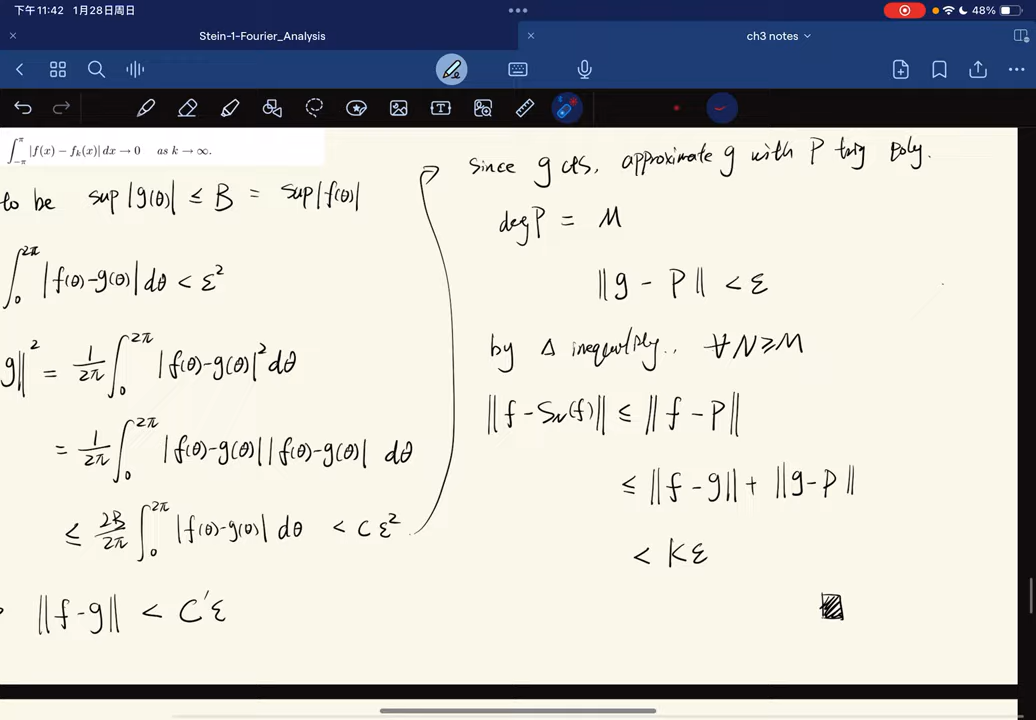 下午11:42 1月28日周日
48%
Stein-1-Fourier_Analysis
ch3 notes
∫_{-π}^{π} |f(x) − f_k(x)| dx → 0 as k → ∞.
to be sup|g(θ)| ≤ B = sup|f(θ)|
∫_0^{2π} |f(θ)-g(θ)| dθ < ε²
g||² = 1/2π ∫_0^{2π} |f(θ)-g(θ)|² dθ
= 1/2π ∫_0^{2π} |f(θ)-g(θ)||f(θ)-g(θ)| dθ
≤ 2B/2π ∫_0^{2π} |f(θ)-g(θ)| dθ < Cε²
||f-g|| < C'ε
Since g cts, approximate g with P trig poly.
deg P = M
||g - P|| < ε
by Δ inequality, ∀N≥M
||f-S_N(f)|| ≤ ||f-P||
≤ ||f-g|| + ||g-P||
< Kε